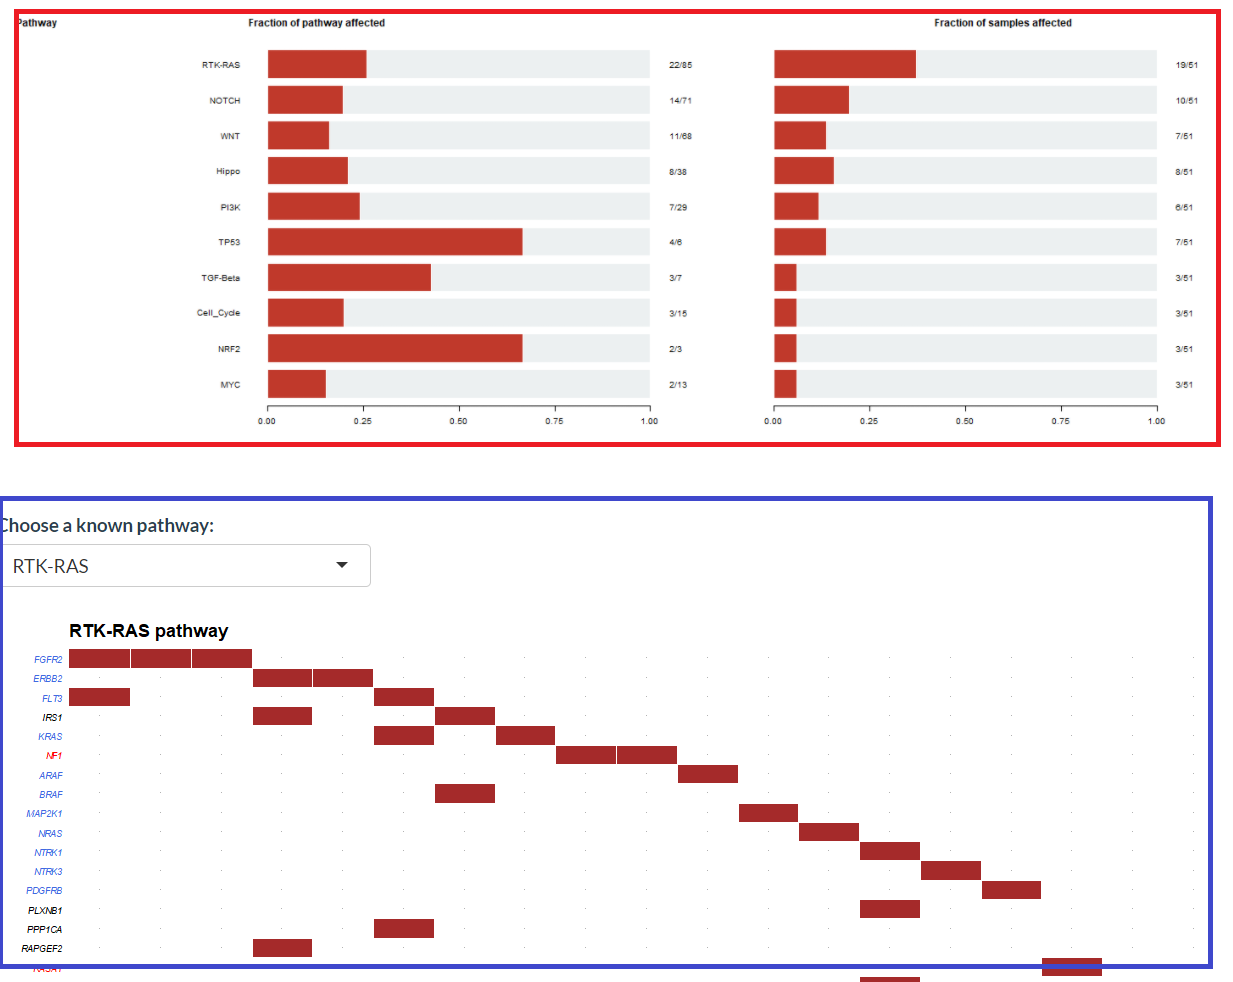 Pathway Fraction of pathway affected Fraction of samples affected
RTK-RAS 22/85 19/51
NOTCH 14/71 10/51
WNT 11/68 7/51
Hippo 8/38 8/51
PI3K 7/29 6/51
TP53 4/6 7/51
TGF-Beta 3/7 3/51
Cell_Cycle 3/15 3/51
NRF2 2/3 3/51
MYC 2/13 3/51
0.00 0.25 0.50 0.75 1.00 0.00 0.25 0.50 0.75 1.00
Choose a known pathway:
RTK-RAS
RTK-RAS pathway
FGFR2
ERBB2
FLT3
IRS1
KRAS
NF1
ARAF
BRAF
MAP2K1
NRAS
NTRK1
NTRK3
PDGFRB
PLXNB1
PPP1CA
RAPGEF2
RASA1